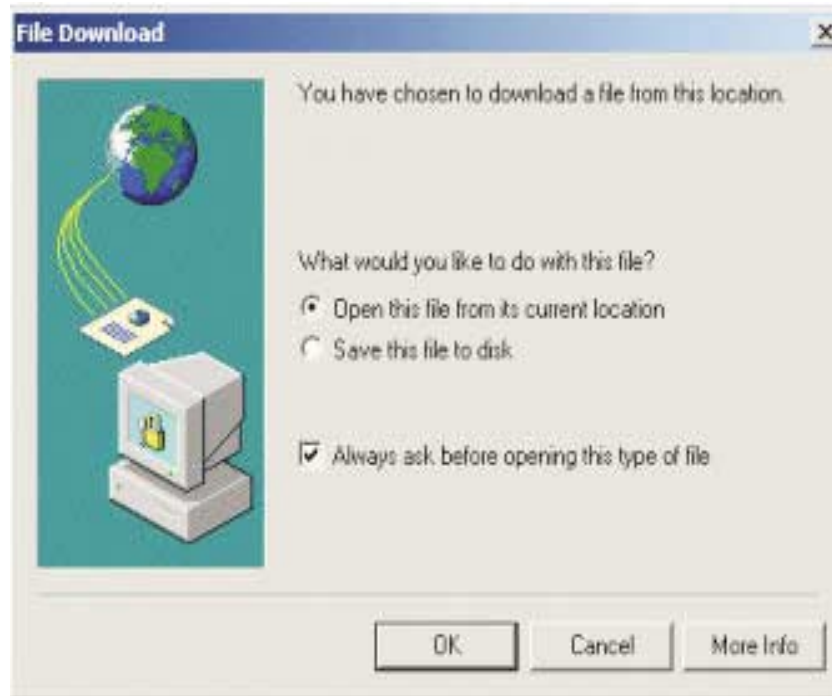 File Download
You have chosen to download a file from this location.
What would you like to do with this file?
Open this file from its current location
Save this file to disk
Always ask before opening this type of file
OK
Cancel
More Info